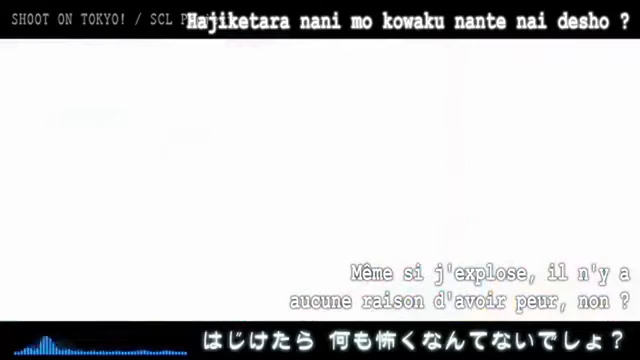 SHOOT ON TOKYO! / SCL P
Hajiketara nani mo kowaku nante nai desho ?
Même si j'explose, il n'y a
aucune raison d'avoir peur, non ?
はじけたら 何も怖くなんてないでしょ？